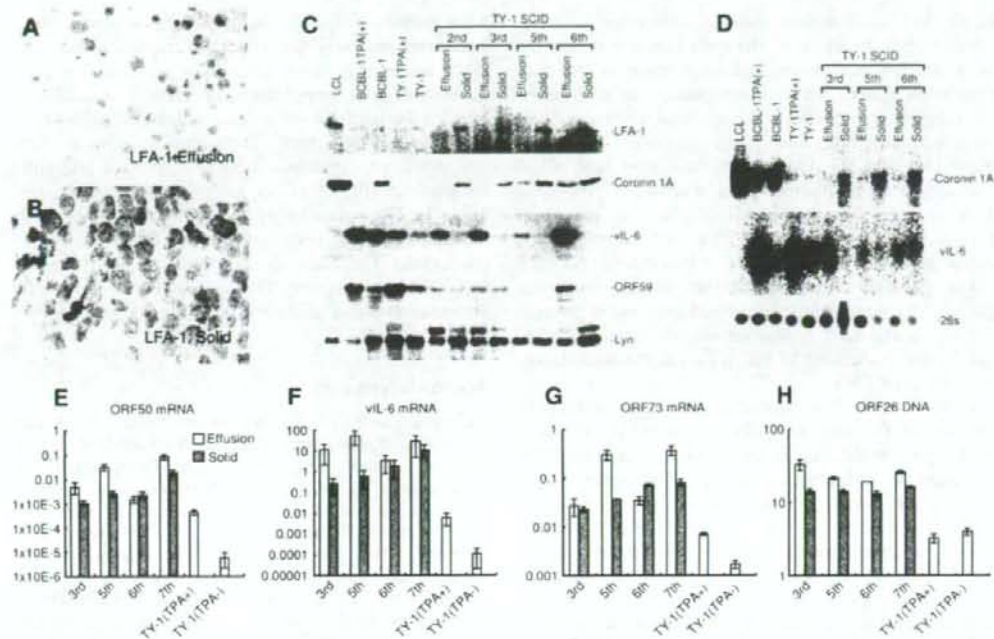 A
LFA-1,Effusion
B
LFA-1, Solid
C
TY-1 SCID
2nd 3rd 5th 6th
LCL BCBL-1TPA(+) BCBL-1 TY-1TPA(+) TY-1 Effusion Solid Effusion Solid Effusion Solid Effusion Solid
-LFA-1
-Coronin 1A
-vIL-6
-ORF59
-Lyn
D
TY-1 SCID
3rd 5th 6th
LCL BCBL-1TPA(+) BCBL-1 TY-1TPA(+) TY-1 Effusion Solid Effusion Solid Effusion Solid
-Coronin 1A
-vIL-6
-26s
E
ORF50 mRNA
Effusion
Solid
1
0.1
0.01
1x10E-3
1x10E-4
1x10E-5
1x10E-6
3rd 5th 6th 7th TY-1(TPA+) TY-1(TPA-)
F
vIL-6 mRNA
100
10
1
0.1
0.01
0.001
0.0001
0.00001
3rd 5th 6th 7th TY-1(TPA+) TY-1(TPA-)
G
ORF73 mRNA
1
0.1
0.01
0.001
3rd 5th 6th 7th TY-1(TPA+) TY-1(TPA-)
H
ORF26 DNA
100
10
1
3rd 5th 6th 7th TY-1(TPA+) TY-1(TPA-)